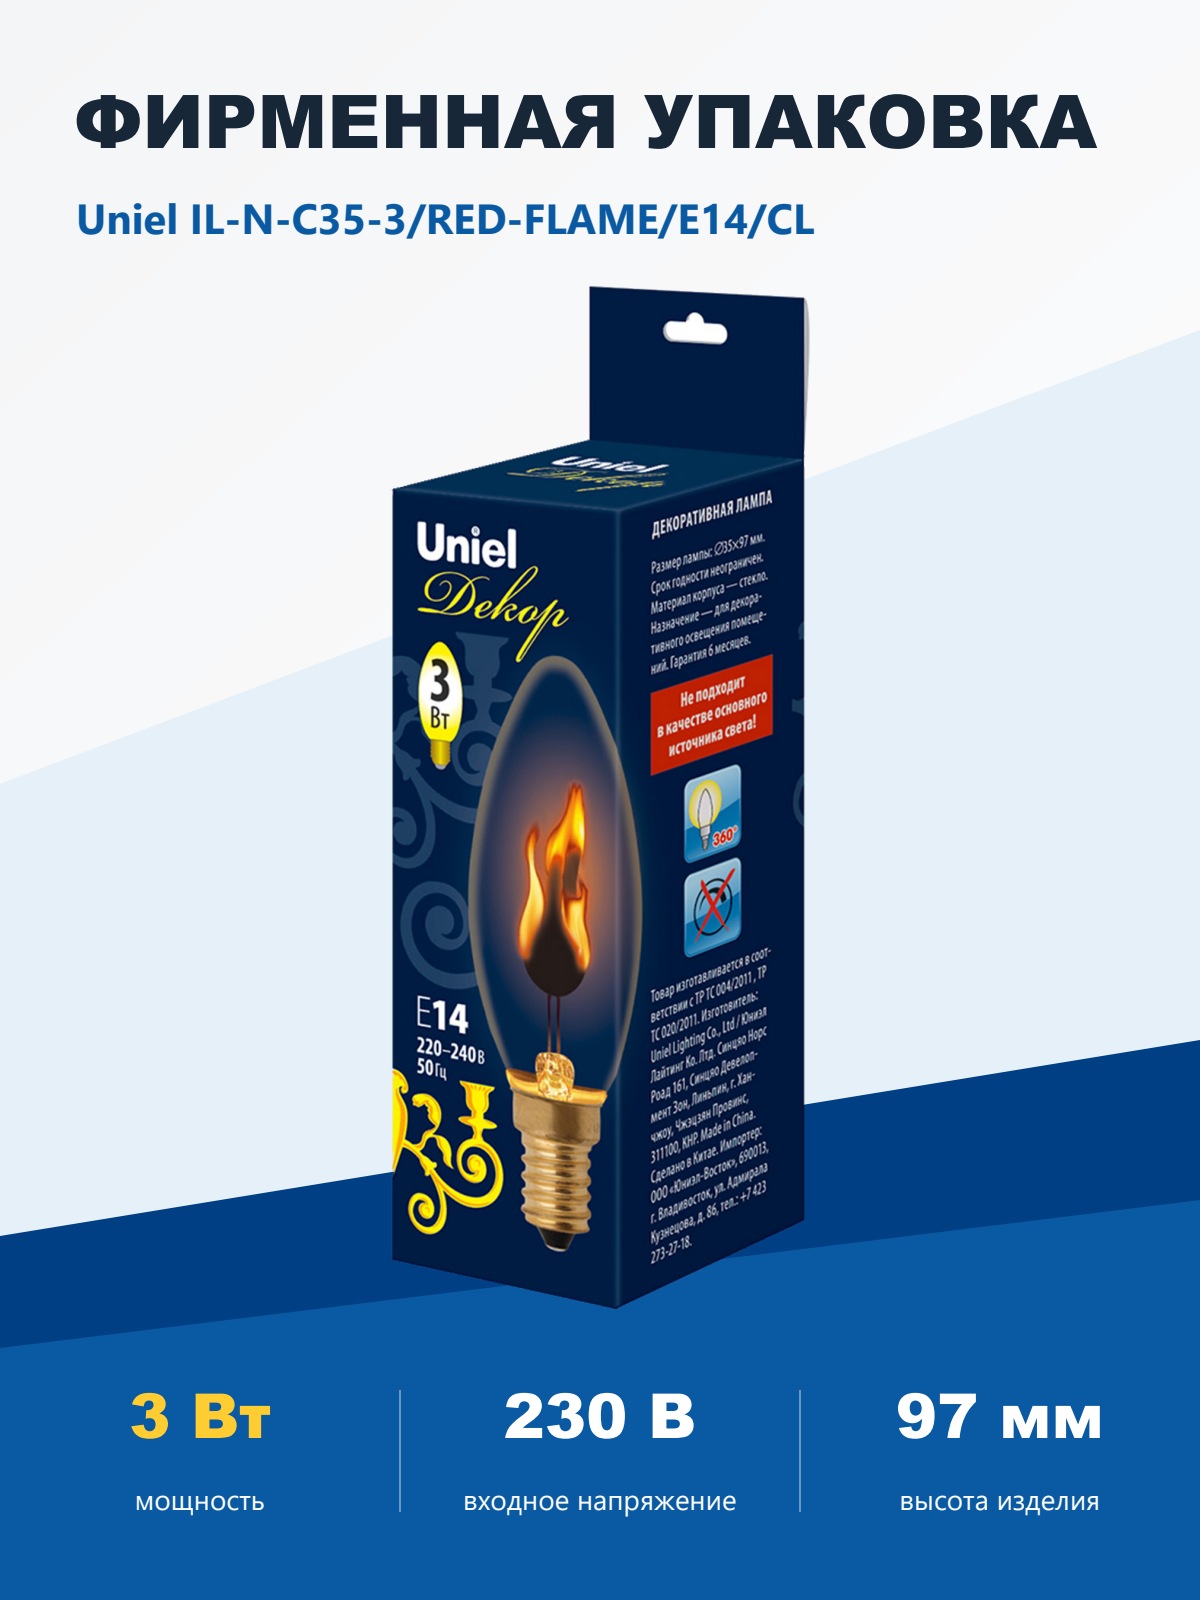 ФИРМЕННАЯ УПАКОВКА
Uniel IL-N-C35-3/RED-FLAME/E14/CL
Uniel
Декор
Uniel
Декор
3
Вт
E14
220–240 В
50 Гц
ДЕКОРАТИВНАЯ ЛАМПА
Размер лампы: ∅35×97 мм.
Срок годности неограничен.
Материал корпуса — стекло.
Назначение — для декора-
тивного освещения помеще-
ний. Гарантия 6 месяцев.
Не подходит
в качестве основного
источника света!
360°
Товар изготавливается в соот-
ветствии с ТР ТС 004/2011, ТР
ТС 020/2011. Изготовитель:
Uniel Lighting Co., Ltd / Юниэл
Лайтинг Ко. Лтд. Синцяо Норс
Роад 161, Синцяо Девелоп-
мент Зон, Линьпин, г. Хан-
чжоу, Чжэцзян Провинс,
311100, КНР. Made in China.
Сделано в Китае. Импортер:
ООО «Юниэл-Восток», 690013,
г. Владивосток, ул. Адмирала
Кузнецова, д. 86, тел.: +7 423
273-27-18.
3 Вт
мощность
230 В
входное напряжение
97 мм
высота изделия